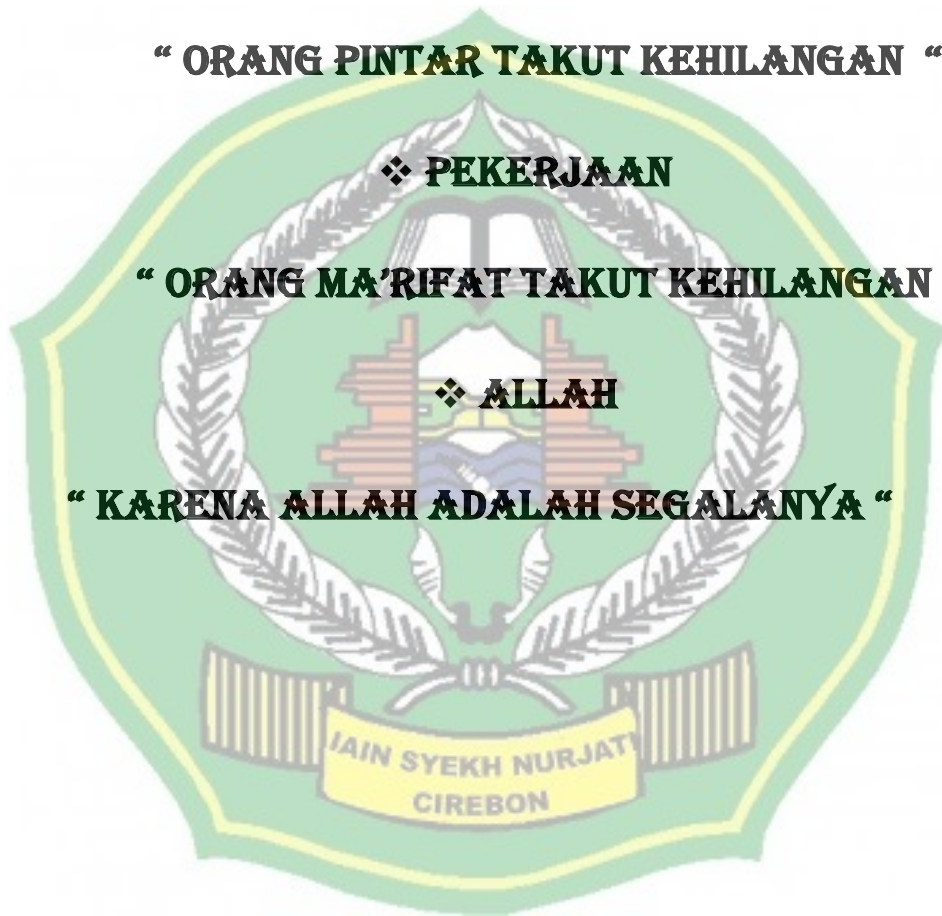 “ ORANG PINTAR TAKUT KEHILANGAN “
❖ PEKERJAAN
“ ORANG MA’RIFAT TAKUT KEHILANGAN
❖ ALLAH
“ KARENA ALLAH ADALAH SEGALANYA “
IAIN SYEKH NURJATI
CIREBON